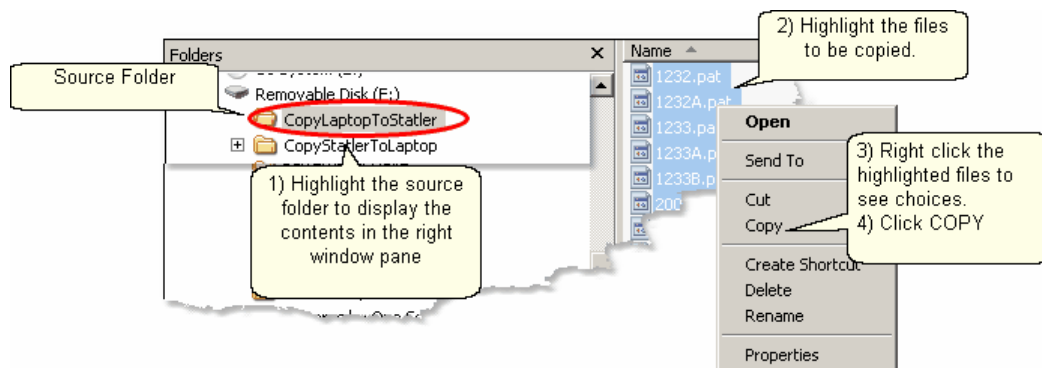 Folders
Source Folder
Removable Disk (F:)
CopyLaptopToStatler
CopyStatlerToLaptop
1) Highlight the source
folder to display the
contents in the right
window pane
Name
2) Highlight the files
to be copied.
1232.pat
1232A.pat
1233.pa
1233A.p
1233B.p
200
Open
Send To
Cut
Copy
Create Shortcut
Delete
Rename
Properties
3) Right click the
highlighted files to
see choices.
4) Click COPY